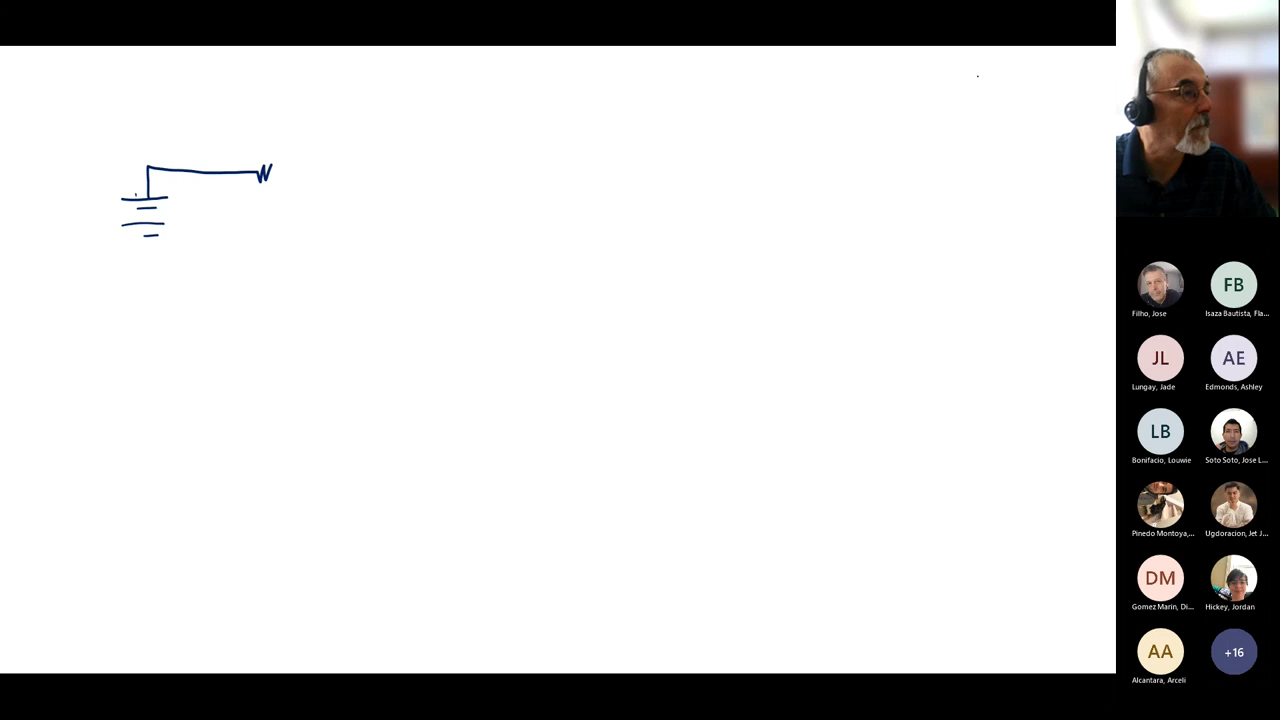 FB
Filho, Jose
Isaza Bautista, Fla...
JL
AE
Lungay, Jade
Edmonds, Ashley
LB
Bonifacio, Louwie
Soto Soto, Jose L...
Pinedo Montoya,...
Ugdoracion, Jet J...
DM
Gomez Marin, Di...
Hickey, Jordan
AA
+16
Alcantara, Arceli